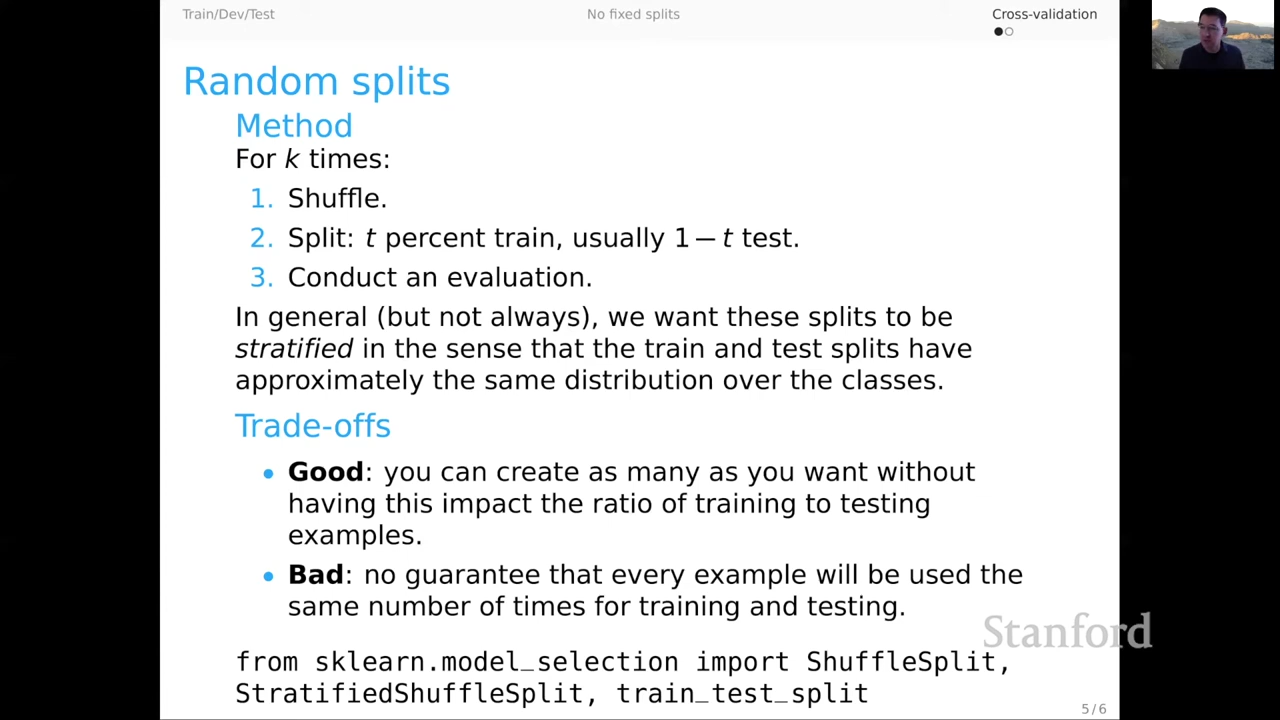 Train/Dev/Test No fixed splits Cross-validation
Random splits
Method
For k times:
1. Shuffle.
2. Split: t percent train, usually 1 − t test.
3. Conduct an evaluation.
In general (but not always), we want these splits to be
stratified in the sense that the train and test splits have
approximately the same distribution over the classes.
Trade-offs
• Good: you can create as many as you want without
having this impact the ratio of training to testing
examples.
• Bad: no guarantee that every example will be used the
same number of times for training and testing.
Stanford
from sklearn.model_selection import ShuffleSplit,
StratifiedShuffleSplit, train_test_split
5/6